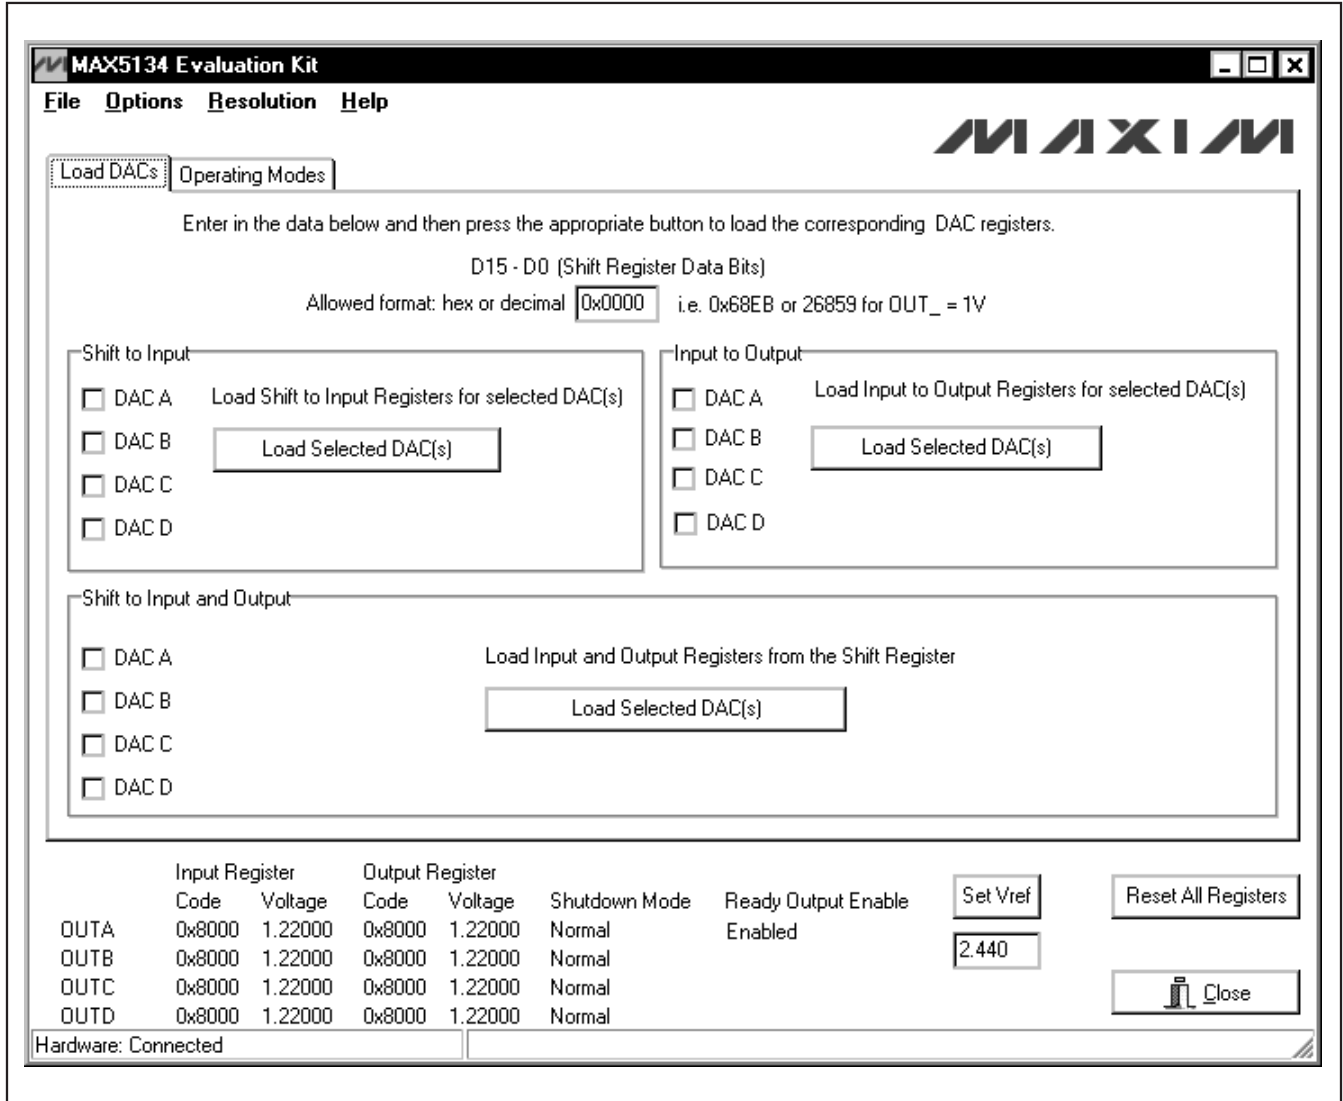 MAX5134 Evaluation Kit
File Options Resolution Help
MAXIM
Load DACs Operating Modes
Enter in the data below and then press the appropriate button to load the corresponding DAC registers.
D15 - D0 (Shift Register Data Bits)
Allowed format: hex or decimal 0x0000 i.e. 0x68EB or 26859 for OUT_ = 1V
Shift to Input
DAC A Load Shift to Input Registers for selected DAC(s)
DAC B Load Selected DAC(s)
DAC C
DAC D
Input to Output
DAC A Load Input to Output Registers for selected DAC(s)
DAC B Load Selected DAC(s)
DAC C
DAC D
Shift to Input and Output
DAC A Load Input and Output Registers from the Shift Register
DAC B Load Selected DAC(s)
DAC C
DAC D
Input Register Output Register
Code Voltage Code Voltage Shutdown Mode Ready Output Enable Set Vref Reset All Registers
OUTA 0x8000 1.22000 0x8000 1.22000 Normal Enabled
OUTB 0x8000 1.22000 0x8000 1.22000 Normal 2.440
OUTC 0x8000 1.22000 0x8000 1.22000 Normal Close
OUTD 0x8000 1.22000 0x8000 1.22000 Normal
Hardware: Connected